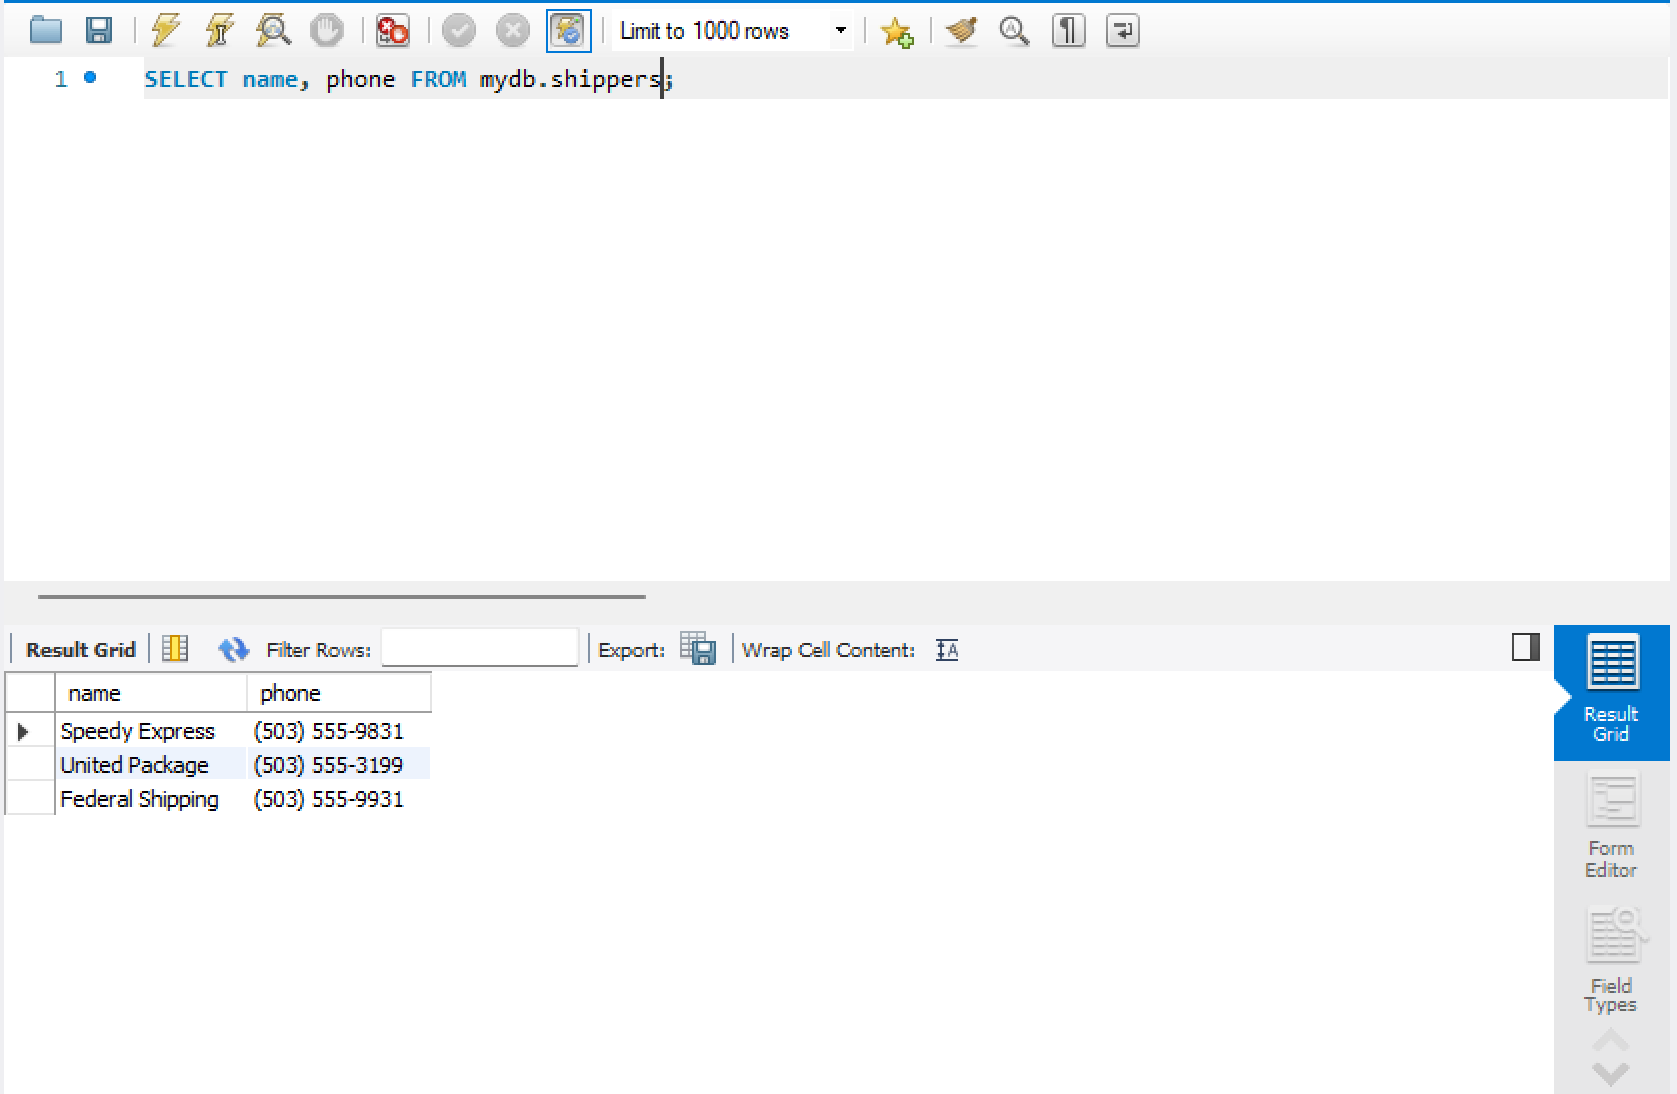 Limit to 1000 rows
1 SELECT name, phone FROM mydb.shippers;
Result Grid Filter Rows: Export: Wrap Cell Content:
name phone
Speedy Express (503) 555-9831
United Package (503) 555-3199
Federal Shipping (503) 555-9931
Result
Grid
Form
Editor
Field
Types